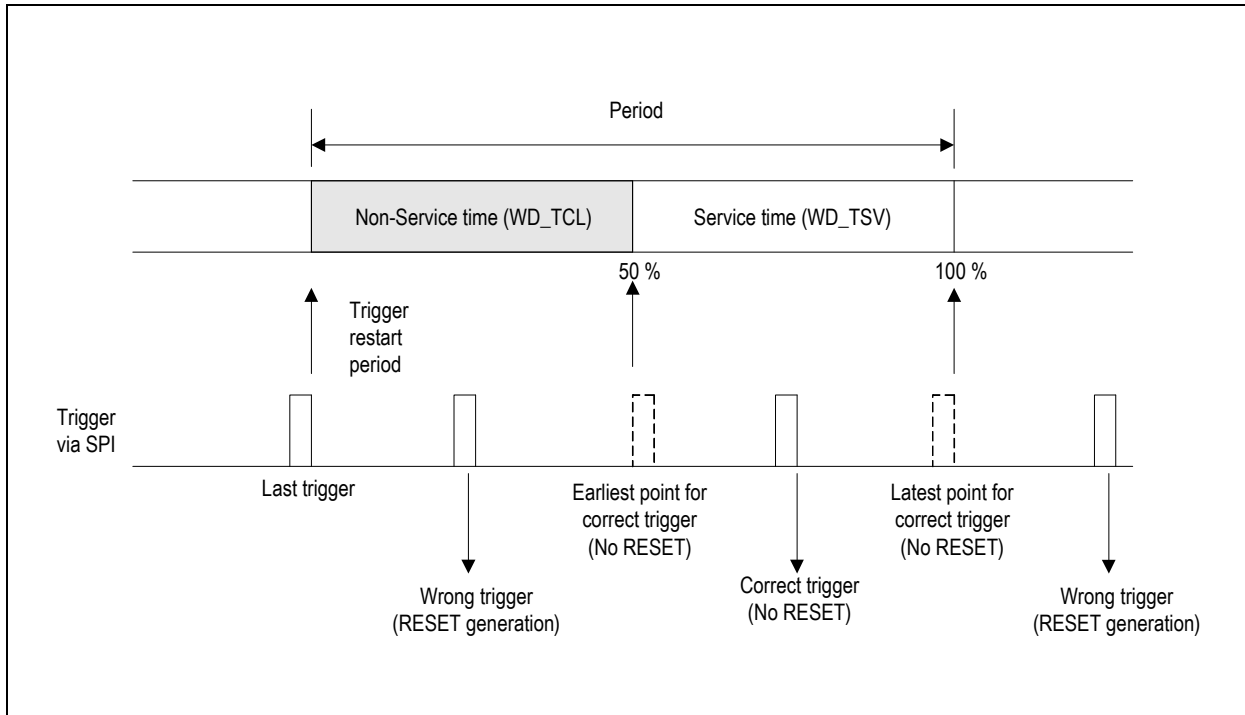 Period
Non-Service time (WD_TCL)
Service time (WD_TSV)
50 %
100 %
Trigger
restart
period
Trigger
via SPI
Last trigger
Earliest point for
correct trigger
(No RESET)
Latest point for
correct trigger
(No RESET)
Wrong trigger
(RESET generation)
Correct trigger
(No RESET)
Wrong trigger
(RESET generation)